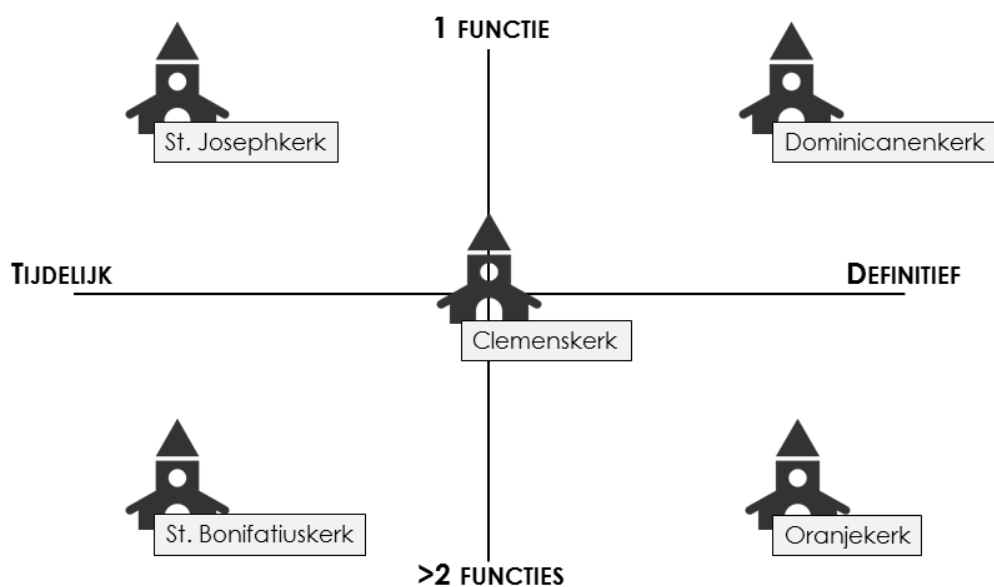 1 FUNCTIE
St. Josephkerk
Dominicanenkerk
TIJDELIJK
DEFINITIEF
Clemenskerk
St. Bonifatiuskerk
Oranjekerk
>2 FUNCTIES